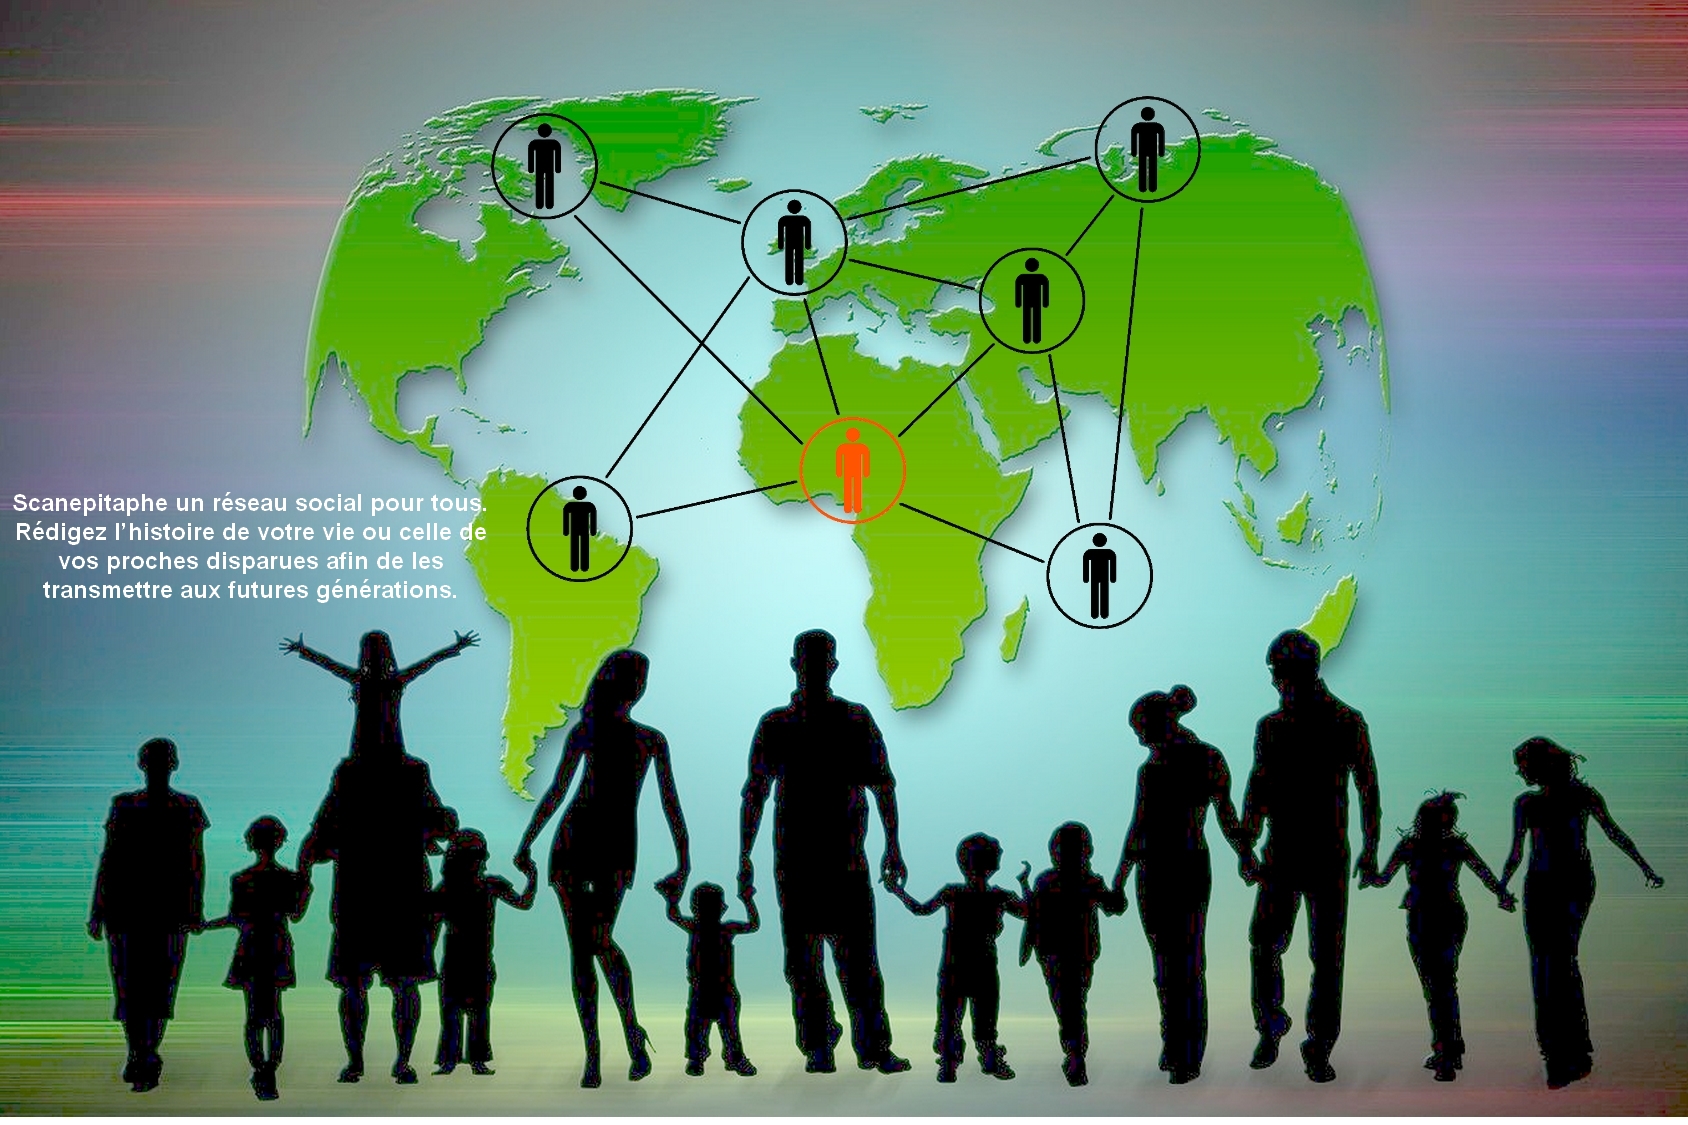 Scanepitaphe un réseau social pour tous.
Rédigez l’histoire de votre vie ou celle de
vos proches disparues afin de les
transmettre aux futures générations.